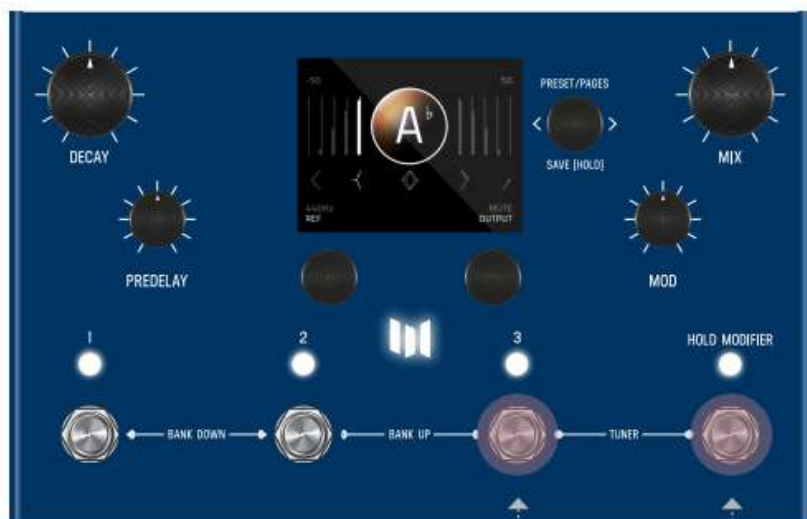 -50
50
A♭
440HZ
REF
MUTE
OUTPUT
PRESET/PAGES
< >
SAVE [HOLD]
DECAY
MIX
PREDELAY
MOD
1
2
3
HOLD MODIFIER
BANK DOWN
BANK UP
TUNER